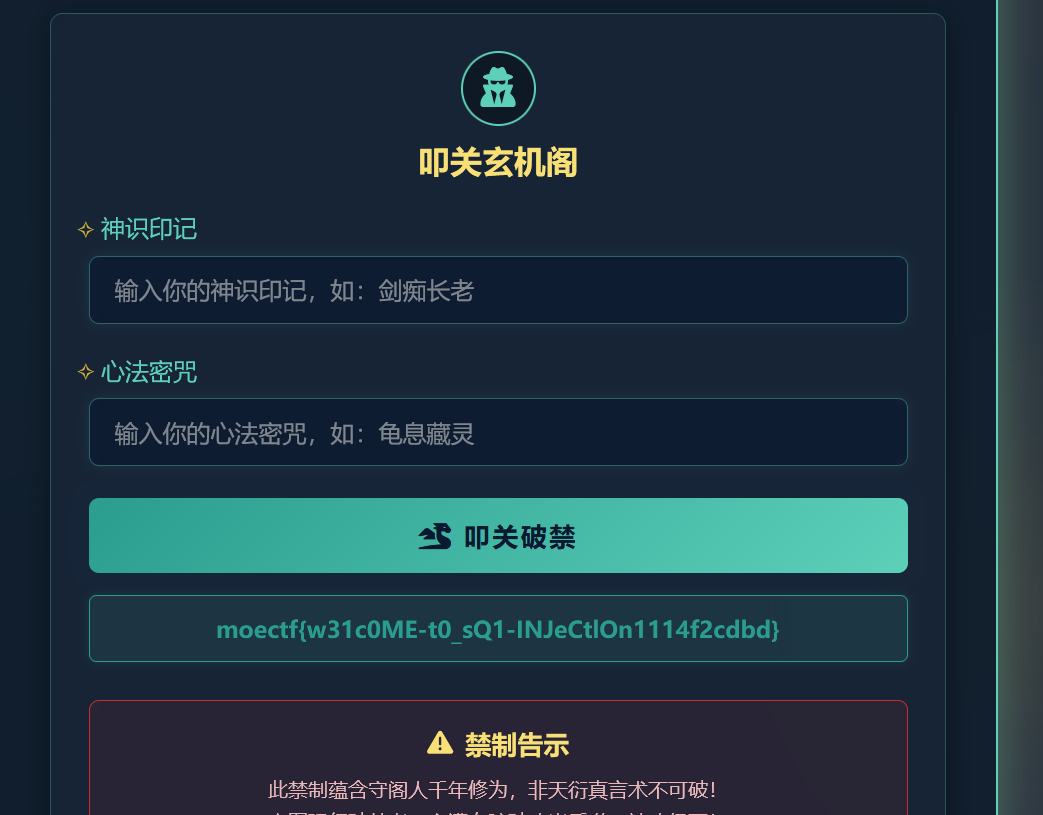 叩关玄机阁
✧ 神识印记
输入你的神识印记，如：剑痴长老
✧ 心法密咒
输入你的心法密咒，如：龟息藏灵
叩关破禁
moectf{w31c0ME-t0_sQ1-INJeCtIOn1114f2cdbd}
禁制告示
此禁制蕴含守阁人千年修为，非天衍真言术不可破！